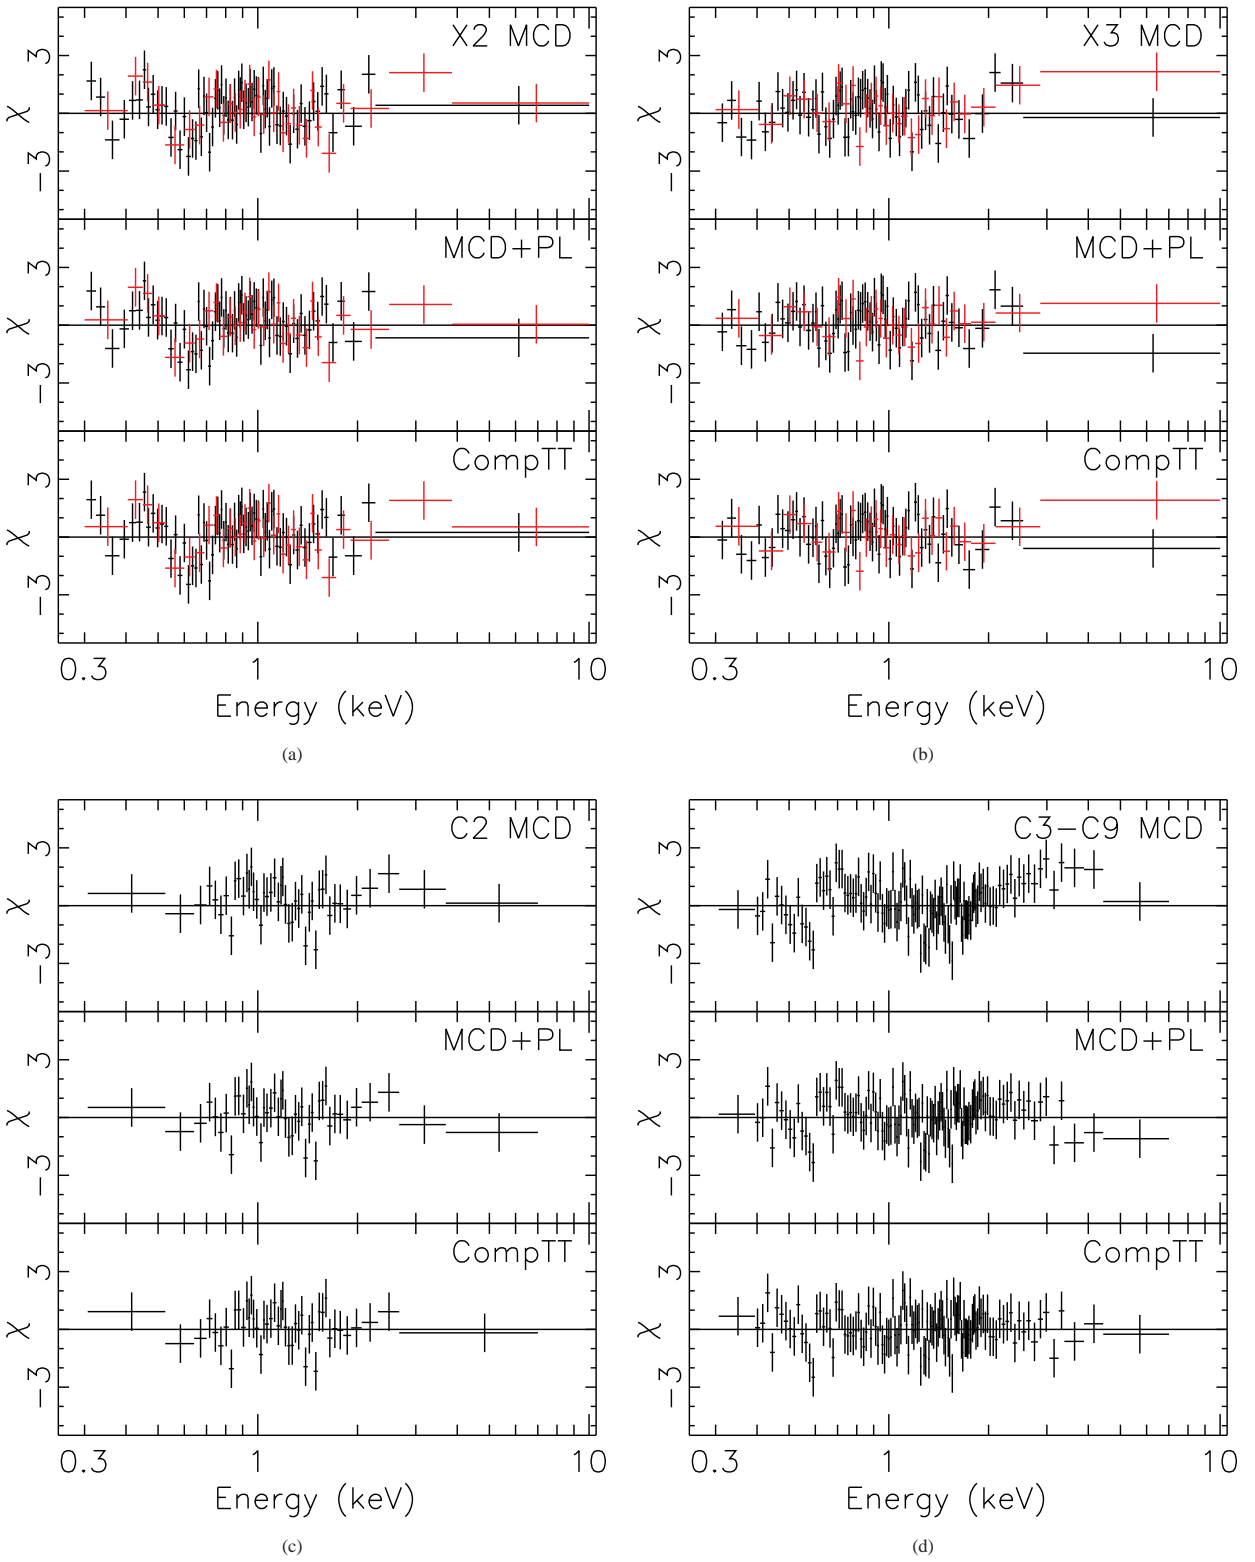 X2 MCD
3
χ
−3
MCD+PL
3
χ
−3
CompTT
3
χ
−3
0.3 1 10
Energy (keV)
(a)
X3 MCD
3
χ
−3
MCD+PL
3
χ
−3
CompTT
3
χ
−3
0.3 1 10
Energy (keV)
(b)
C2 MCD
3
χ
−3
MCD+PL
3
χ
−3
CompTT
3
χ
−3
0.3 1 10
Energy (keV)
(c)
C3−C9 MCD
3
χ
−3
MCD+PL
3
χ
−3
CompTT
3
χ
−3
0.3 1 10
Energy (keV)
(d)